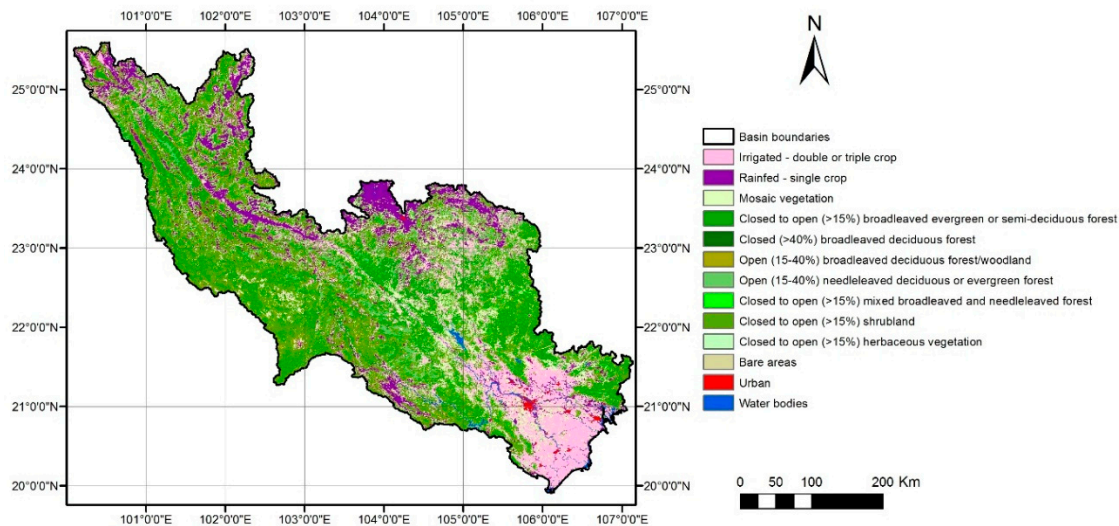 101°0'0"E 102°0'0"E 103°0'0"E 104°0'0"E 105°0'0"E 106°0'0"E 107°0'0"E
N
25°0'0"N 25°0'0"N
24°0'0"N 24°0'0"N
23°0'0"N 23°0'0"N
22°0'0"N 22°0'0"N
21°0'0"N 21°0'0"N
20°0'0"N 20°0'0"N
101°0'0"E 102°0'0"E 103°0'0"E 104°0'0"E 105°0'0"E 106°0'0"E 107°0'0"E
Basin boundaries
Irrigated - double or triple crop
Rainfed - single crop
Mosaic vegetation
Closed to open (>15%) broadleaved evergreen or semi-deciduous forest
Closed (>40%) broadleaved deciduous forest
Open (15-40%) broadleaved deciduous forest/woodland
Open (15-40%) needleleaved deciduous or evergreen forest
Closed to open (>15%) mixed broadleaved and needleleaved forest
Closed to open (>15%) shrubland
Closed to open (>15%) herbaceous vegetation
Bare areas
Urban
Water bodies
0 50 100 200 Km